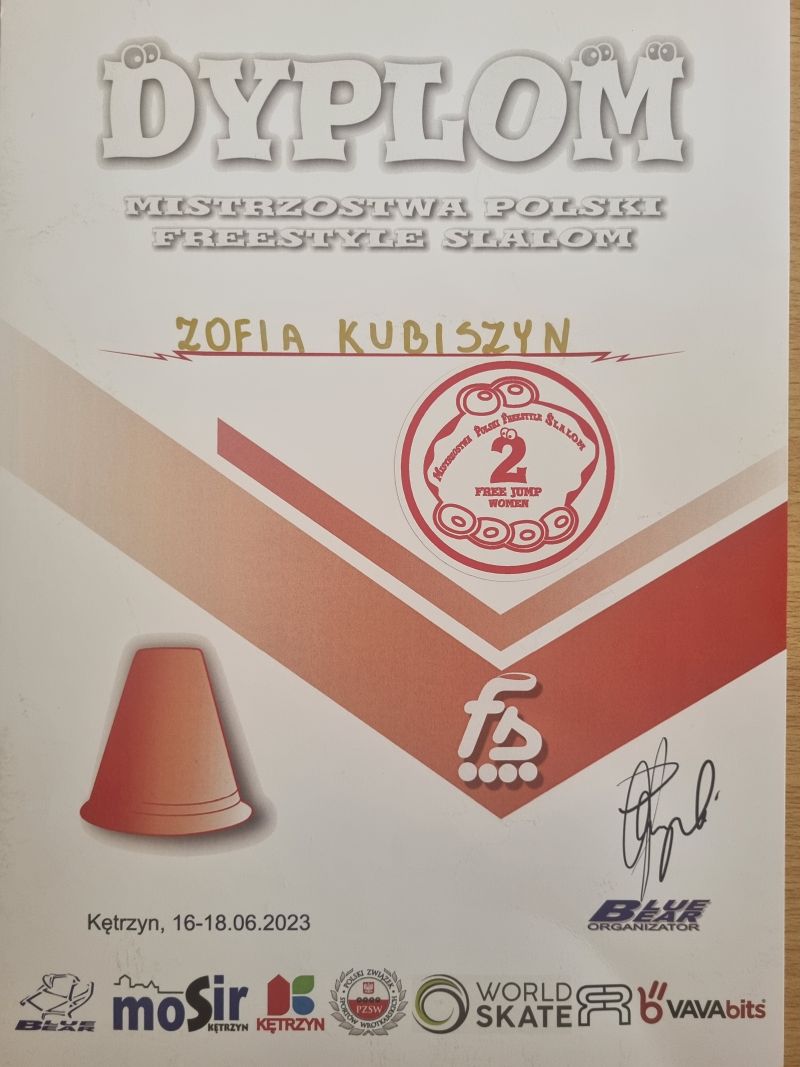 DYPLOM
MISTRZOSTWA POLSKI
FREESTYLE SLALOM
ZOFIA KUBISZYN
MISTRZOSTWA POLSKI FREESTYLE SLALOM
2
FREE JUMP
WOMEN
fs
Kętrzyn, 16-18.06.2023
BLUE
BEAR
ORGANIZATOR
BLUE
BEAR
moSir
KĘTRZYN
KĘTRZYN
POLSKI ZWIĄZEK
SPORTÓW WROTKARSKICH
PZSW
WORLD
SKATE
VAVAbits